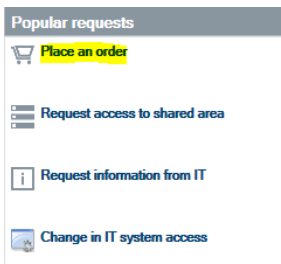 Popular requests
Place an order
Request access to shared area
Request information from IT
Change in IT system access